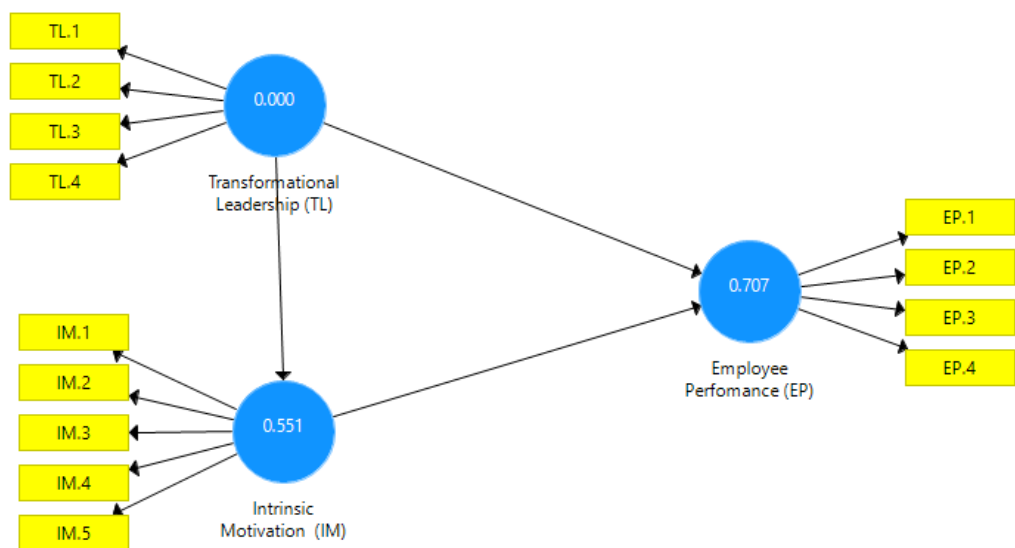 TL.1
TL.2
TL.3
TL.4
0.000
Transformational
Leadership (TL)
EP.1
EP.2
EP.3
EP.4
0.707
Employee
Perfomance (EP)
IM.1
IM.2
IM.3
IM.4
IM.5
0.551
Intrinsic
Motivation (IM)